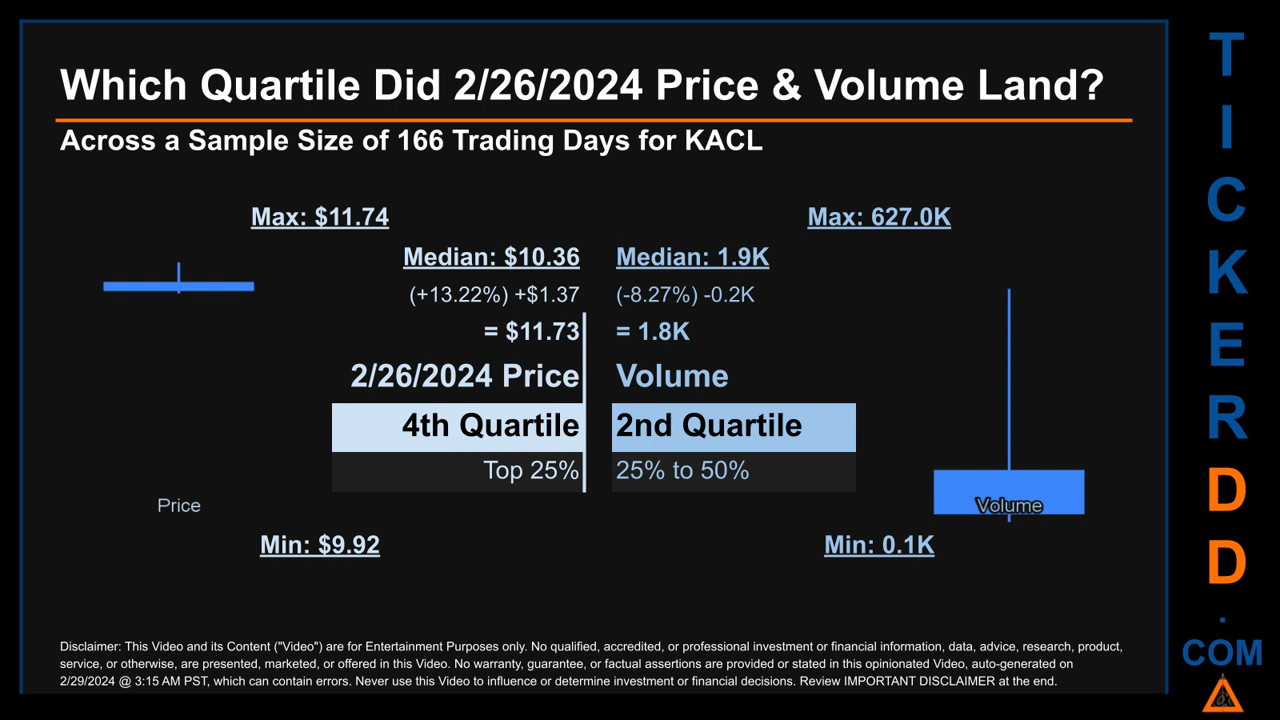 Which Quartile Did 2/26/2024 Price & Volume Land?
Across a Sample Size of 166 Trading Days for KACL
Max: $11.74
Max: 627.0K
Median: $10.36
Median: 1.9K
(+13.22%) +$1.37
(-8.27%) -0.2K
= $11.73
= 1.8K
2/26/2024 Price
Volume
4th Quartile
2nd Quartile
Top 25%
25% to 50%
Price
Volume
Min: $9.92
Min: 0.1K
Disclaimer: This Video and its Content ("Video") are for Entertainment Purposes only. No qualified, accredited, or professional investment or financial information, data, advice, research, product,
service, or otherwise, are presented, marketed, or offered in this Video. No warranty, guarantee, or factual assertions are provided or stated in this opinionated Video, auto-generated on
2/29/2024 @ 3:15 AM PST, which can contain errors. Never use this Video to influence or determine investment or financial decisions. Review IMPORTANT DISCLAIMER at the end.
T
I
C
K
E
R
D
D
.
COM